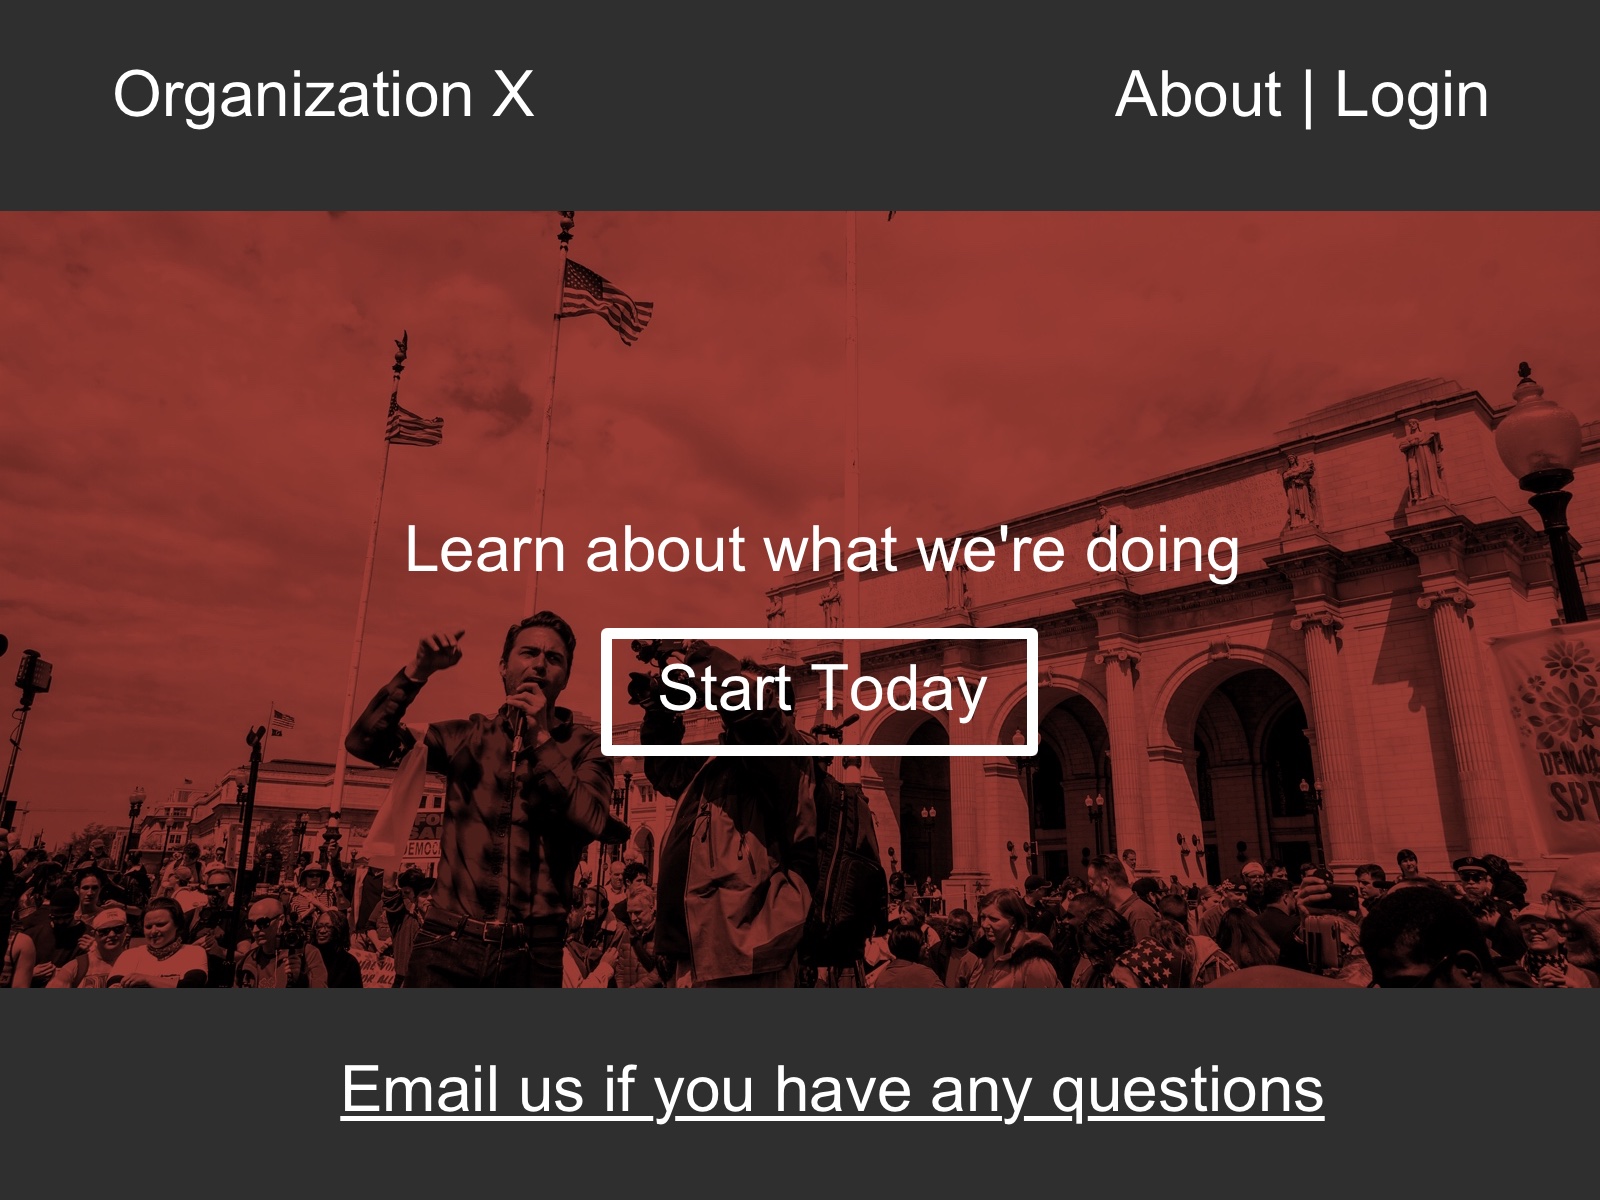 Organization X
About | Login
Learn about what we're doing
Start Today
Email us if you have any questions